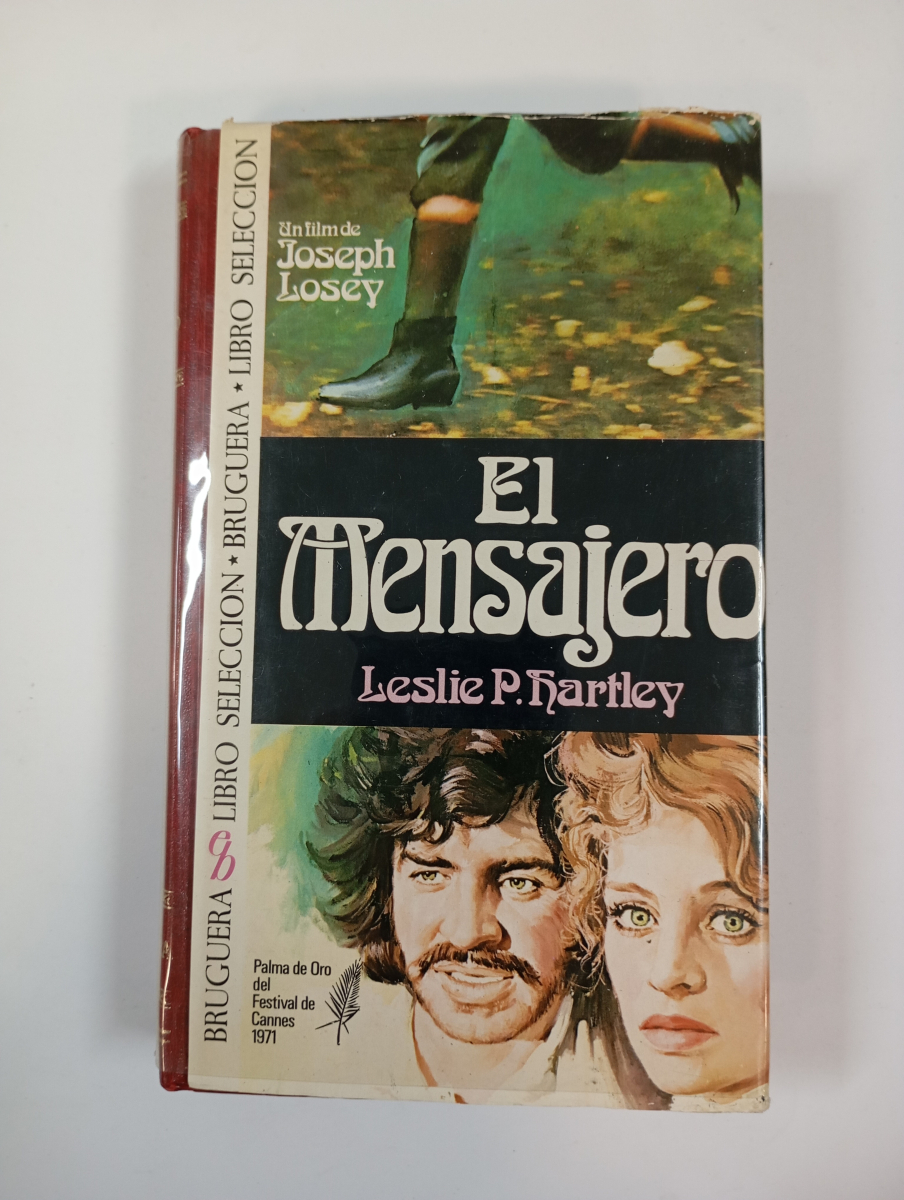 BRUGUERA eb LIBRO SELECCION ★ BRUGUERA ★ LIBRO SELECCION
Un film de
Joseph
Losey
El
Mensajero
Leslie P. Hartley
Palma de Oro
del
Festival de
Cannes
1971